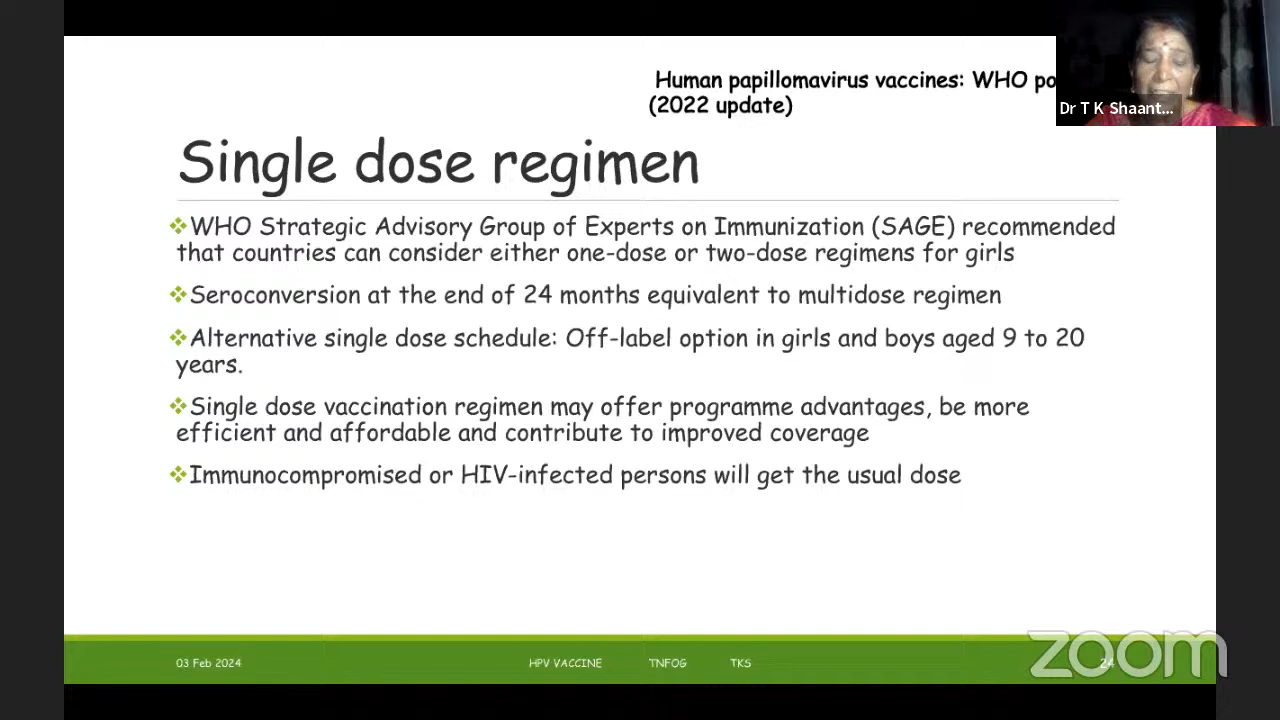 Human papillomavirus vaccines: WHO po
(2022 update)
Dr T K Shaant...
Single dose regimen
❖WHO Strategic Advisory Group of Experts on Immunization (SAGE) recommended
that countries can consider either one-dose or two-dose regimens for girls
❖Seroconversion at the end of 24 months equivalent to multidose regimen
❖Alternative single dose schedule: Off-label option in girls and boys aged 9 to 20
years.
❖Single dose vaccination regimen may offer programme advantages, be more
efficient and affordable and contribute to improved coverage
❖Immunocompromised or HIV-infected persons will get the usual dose
03 Feb 2024 HPV VACCINE TNFOG TKS 24
zoom